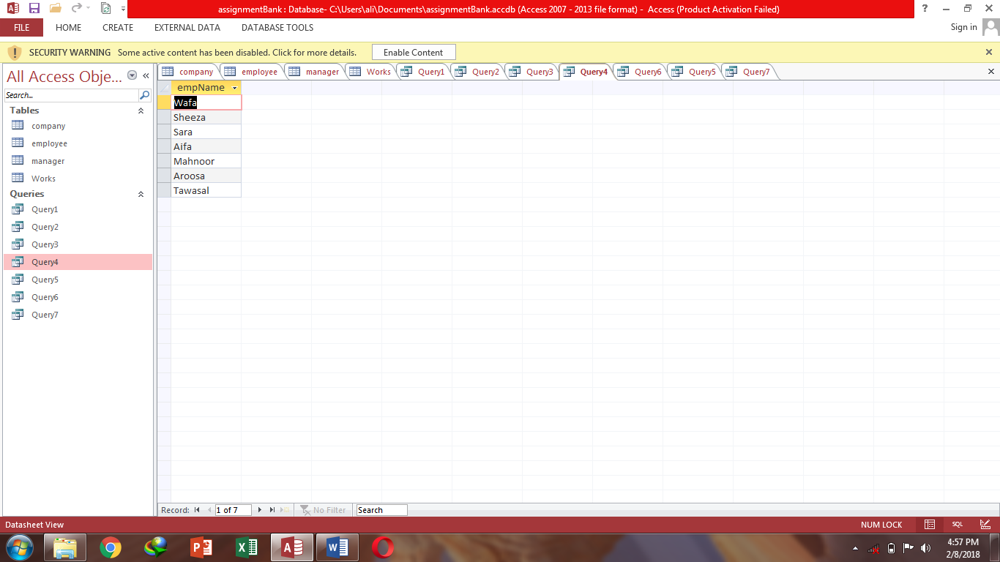 assignmentBank : Database- C:\Users\ali\Documents\assignmentBank.accdb (Access 2007 - 2013 file format) - Access (Product Activation Failed)
?
FILE HOME CREATE EXTERNAL DATA DATABASE TOOLS Sign in
SECURITY WARNING Some active content has been disabled. Click for more details. Enable Content
All Access Obje...
Search...
Tables
company
employee
manager
Works
Queries
Query1
Query2
Query3
Query4
Query5
Query6
Query7
company employee manager Works Query1 Query2 Query3 Query4 Query6 Query5 Query7
empName
Wafa
Sheeza
Sara
Aifa
Mahnoor
Aroosa
Tawasal
Record: 1 of 7 No Filter Search
Datasheet View NUM LOCK SQL
4:57 PM
2/8/2018